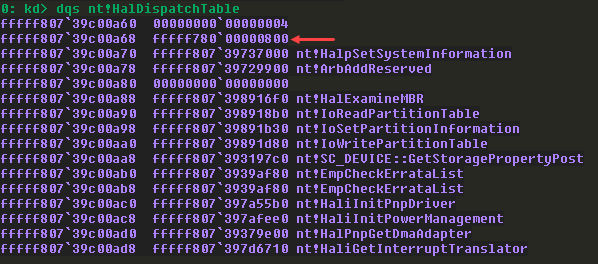 0: kd> dqs nt!HalDispatchTable
fffff807`39c00a60  00000000`00000004
fffff807`39c00a68  fffff780`00000800
fffff807`39c00a70  fffff807`39737000 nt!HalpSetSystemInformation
fffff807`39c00a78  fffff807`39729900 nt!ArbAddReserved
fffff807`39c00a80  00000000`00000000
fffff807`39c00a88  fffff807`398916f0 nt!HalExamineMBR
fffff807`39c00a90  fffff807`398918b0 nt!IoReadPartitionTable
fffff807`39c00a98  fffff807`39891b30 nt!IoSetPartitionInformation
fffff807`39c00aa0  fffff807`39891d80 nt!IoWritePartitionTable
fffff807`39c00aa8  fffff807`393197c0 nt!SC_DEVICE::GetStoragePropertyPost
fffff807`39c00ab0  fffff807`3939af80 nt!EmpCheckErrataList
fffff807`39c00ab8  fffff807`3939af80 nt!EmpCheckErrataList
fffff807`39c00ac0  fffff807`397a55b0 nt!HaliInitPnpDriver
fffff807`39c00ac8  fffff807`397afee0 nt!HaliInitPowerManagement
fffff807`39c00ad0  fffff807`39379e00 nt!HalPnpGetDmaAdapter
fffff807`39c00ad8  fffff807`397d6710 nt!HaliGetInterruptTranslator